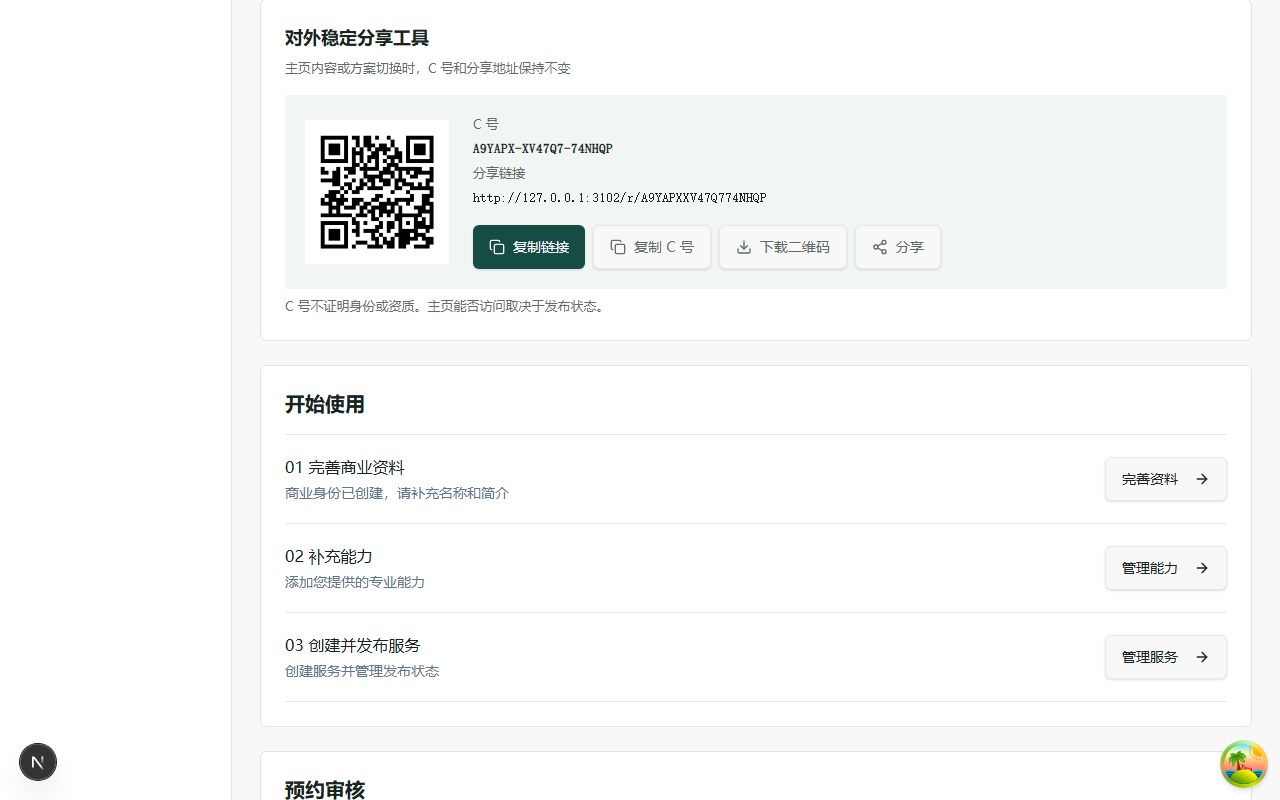 对外稳定分享工具
主页内容或方案切换时，C 号和分享地址保持不变
C 号
A9YAPX-XV47Q7-74NHQP
分享链接
http://127.0.0.1:3102/r/A9YAPXXV47Q774NHQP
复制链接 复制 C 号 下载二维码 分享
C 号不证明身份或资质。主页能否访问取决于发布状态。
开始使用
01 完善商业资料
商业身份已创建，请补充名称和简介
完善资料
02 补充能力
添加您提供的专业能力
管理能力
03 创建并发布服务
创建服务并管理发布状态
管理服务
N
预约审核